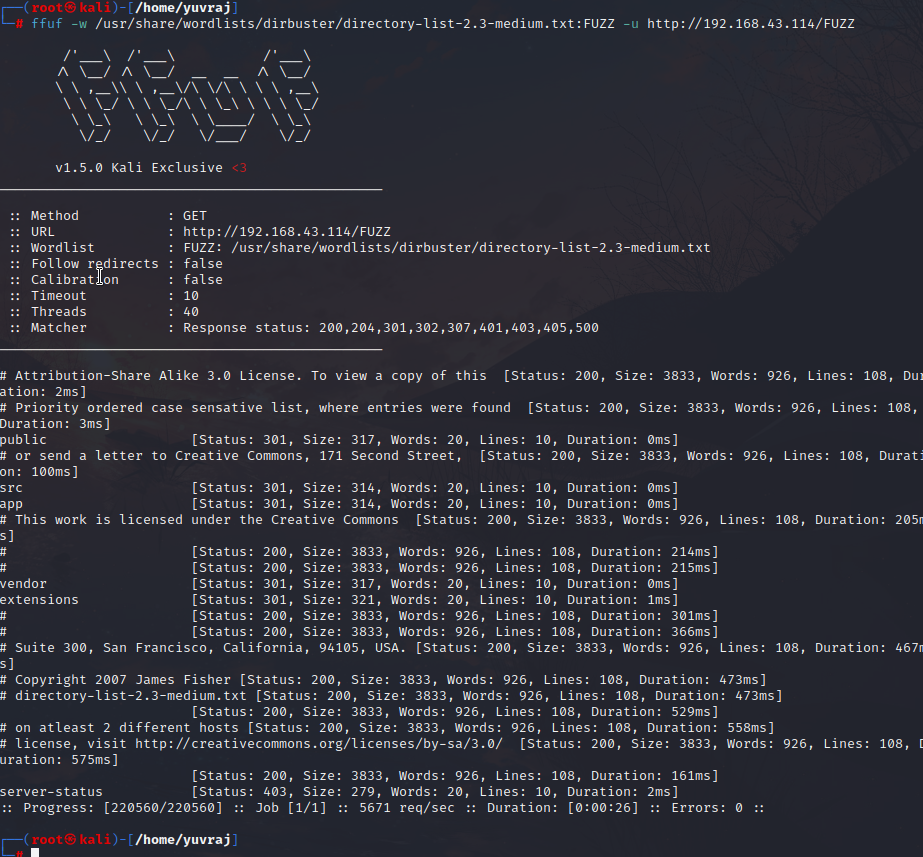 ┌──(root㉿kali)-[/home/yuvraj]
└─# ffuf -w /usr/share/wordlists/dirbuster/directory-list-2.3-medium.txt:FUZZ -u http://192.168.43.114/FUZZ
v1.5.0 Kali Exclusive <3
________________________________________________
:: Method : GET
:: URL : http://192.168.43.114/FUZZ
:: Wordlist : FUZZ: /usr/share/wordlists/dirbuster/directory-list-2.3-medium.txt
:: Follow redirects : false
:: Calibration : false
:: Timeout : 10
:: Threads : 40
:: Matcher : Response status: 200,204,301,302,307,401,403,405,500
________________________________________________
# Attribution-Share Alike 3.0 License. To view a copy of this [Status: 200, Size: 3833, Words: 926, Lines: 108, Dur
ation: 2ms]
# Priority ordered case sensative list, where entries were found [Status: 200, Size: 3833, Words: 926, Lines: 108,
Duration: 3ms]
public [Status: 301, Size: 317, Words: 20, Lines: 10, Duration: 0ms]
# or send a letter to Creative Commons, 171 Second Street, [Status: 200, Size: 3833, Words: 926, Lines: 108, Durati
on: 100ms]
src [Status: 301, Size: 314, Words: 20, Lines: 10, Duration: 0ms]
app [Status: 301, Size: 314, Words: 20, Lines: 10, Duration: 0ms]
# This work is licensed under the Creative Commons [Status: 200, Size: 3833, Words: 926, Lines: 108, Duration: 205m
s]
# [Status: 200, Size: 3833, Words: 926, Lines: 108, Duration: 214ms]
# [Status: 200, Size: 3833, Words: 926, Lines: 108, Duration: 215ms]
vendor [Status: 301, Size: 317, Words: 20, Lines: 10, Duration: 0ms]
extensions [Status: 301, Size: 321, Words: 20, Lines: 10, Duration: 1ms]
# [Status: 200, Size: 3833, Words: 926, Lines: 108, Duration: 301ms]
# [Status: 200, Size: 3833, Words: 926, Lines: 108, Duration: 366ms]
# Suite 300, San Francisco, California, 94105, USA. [Status: 200, Size: 3833, Words: 926, Lines: 108, Duration: 467m
s]
# Copyright 2007 James Fisher [Status: 200, Size: 3833, Words: 926, Lines: 108, Duration: 473ms]
# directory-list-2.3-medium.txt [Status: 200, Size: 3833, Words: 926, Lines: 108, Duration: 473ms]
[Status: 200, Size: 3833, Words: 926, Lines: 108, Duration: 529ms]
# on atleast 2 different hosts [Status: 200, Size: 3833, Words: 926, Lines: 108, Duration: 558ms]
# license, visit http://creativecommons.org/licenses/by-sa/3.0/ [Status: 200, Size: 3833, Words: 926, Lines: 108, D
uration: 575ms]
[Status: 200, Size: 3833, Words: 926, Lines: 108, Duration: 161ms]
server-status [Status: 403, Size: 279, Words: 20, Lines: 10, Duration: 2ms]
:: Progress: [220560/220560] :: Job [1/1] :: 5671 req/sec :: Duration: [0:00:26] :: Errors: 0 ::
┌──(root㉿kali)-[/home/yuvraj]
└─#